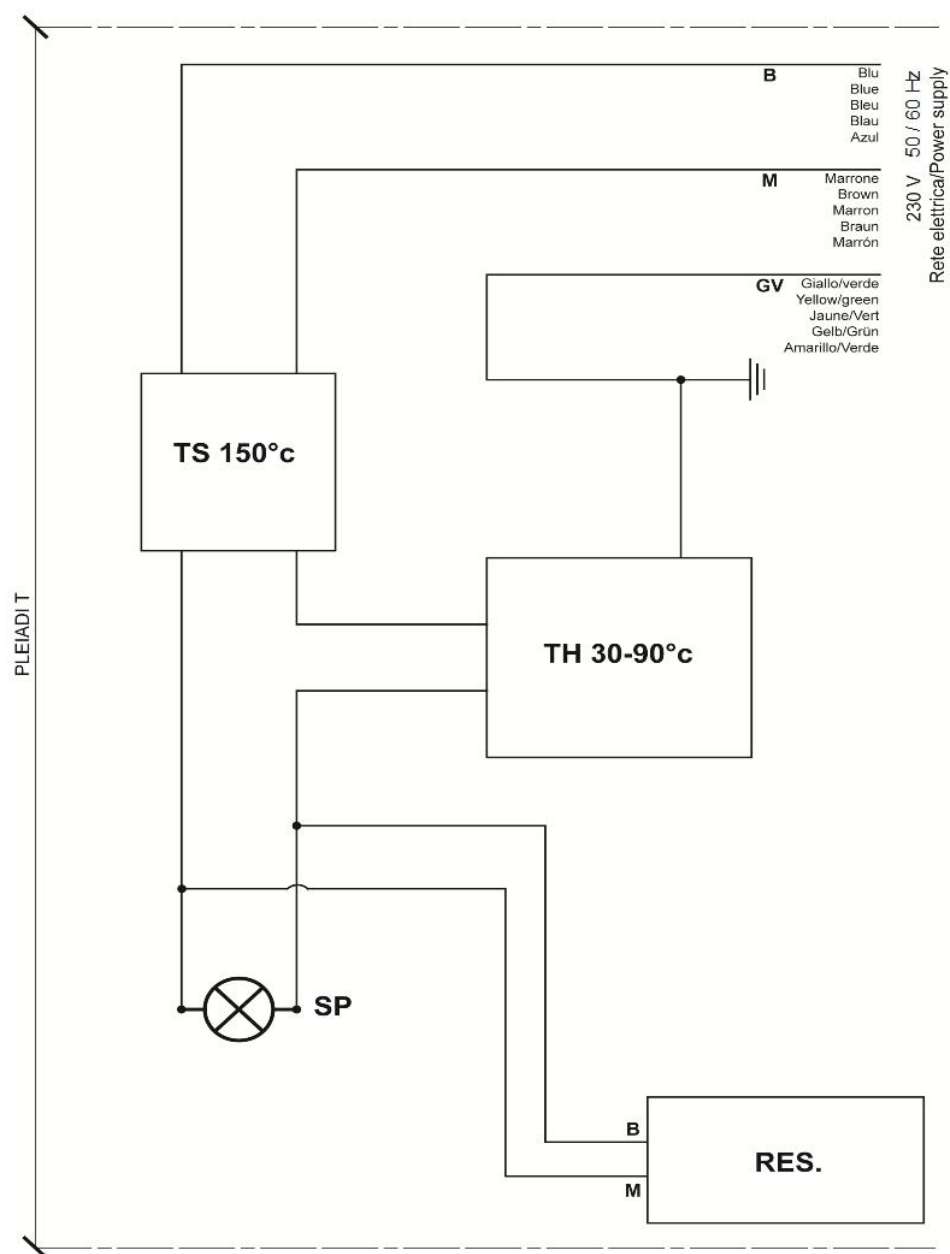 B
Blu
Blue
Bleu
Blau
Azul
M
Marrone
Brown
Marron
Braun
Marrón
GV
Giallo/verde
Yellow/green
Jaune/Vert
Gelb/Grün
Amarillo/Verde
230 V 50 / 60 Hz
Rete elettrica/Power supply
TS 150°c
TH 30-90°c
PLEIADI T
SP
B
M
RES.